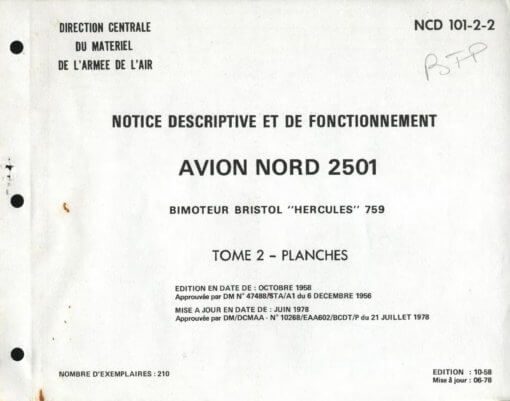 DIRECTION CENTRALE
DU MATERIEL
DE L'ARMEE DE L'AIR
NCD 101-2-2
BTP
NOTICE DESCRIPTIVE ET DE FONCTIONNEMENT
AVION NORD 2501
BIMOTEUR BRISTOL "HERCULES" 759
TOME 2 - PLANCHES
EDITION EN DATE DE : OCTOBRE 1958
Approuvée par DM N° 47488/STA/A1 du 6 DECEMBRE 1956
MISE A JOUR EN DATE DE : JUIN 1978
Approuvée par DM/DCMAA - N° 10268/EAA602/BCDT/P du 21 JUILLET 1978
NOMBRE D'EXEMPLAIRES : 210
EDITION : 10-58
Mise à jour : 06-78